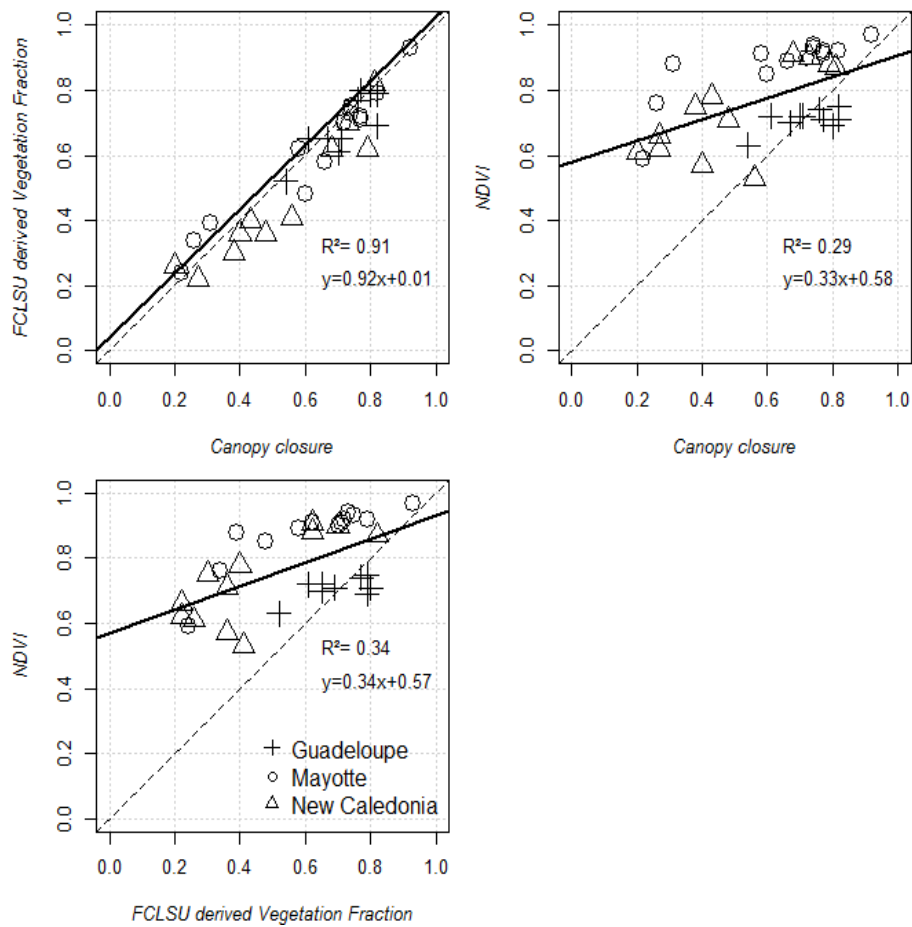 FCLSU derived Vegetation Fraction
1.0
0.8
0.6
0.4
0.2
0.0
R²= 0.91
y=0.92x+0.01
0.0 0.2 0.4 0.6 0.8 1.0
Canopy closure
NDVI
1.0
0.8
0.6
0.4
0.2
0.0
R²= 0.29
y=0.33x+0.58
0.0 0.2 0.4 0.6 0.8 1.0
Canopy closure
NDVI
1.0
0.8
0.6
0.4
0.2
0.0
R²= 0.34
y=0.34x+0.57
Guadeloupe
Mayotte
New Caledonia
0.0 0.2 0.4 0.6 0.8 1.0
FCLSU derived Vegetation Fraction